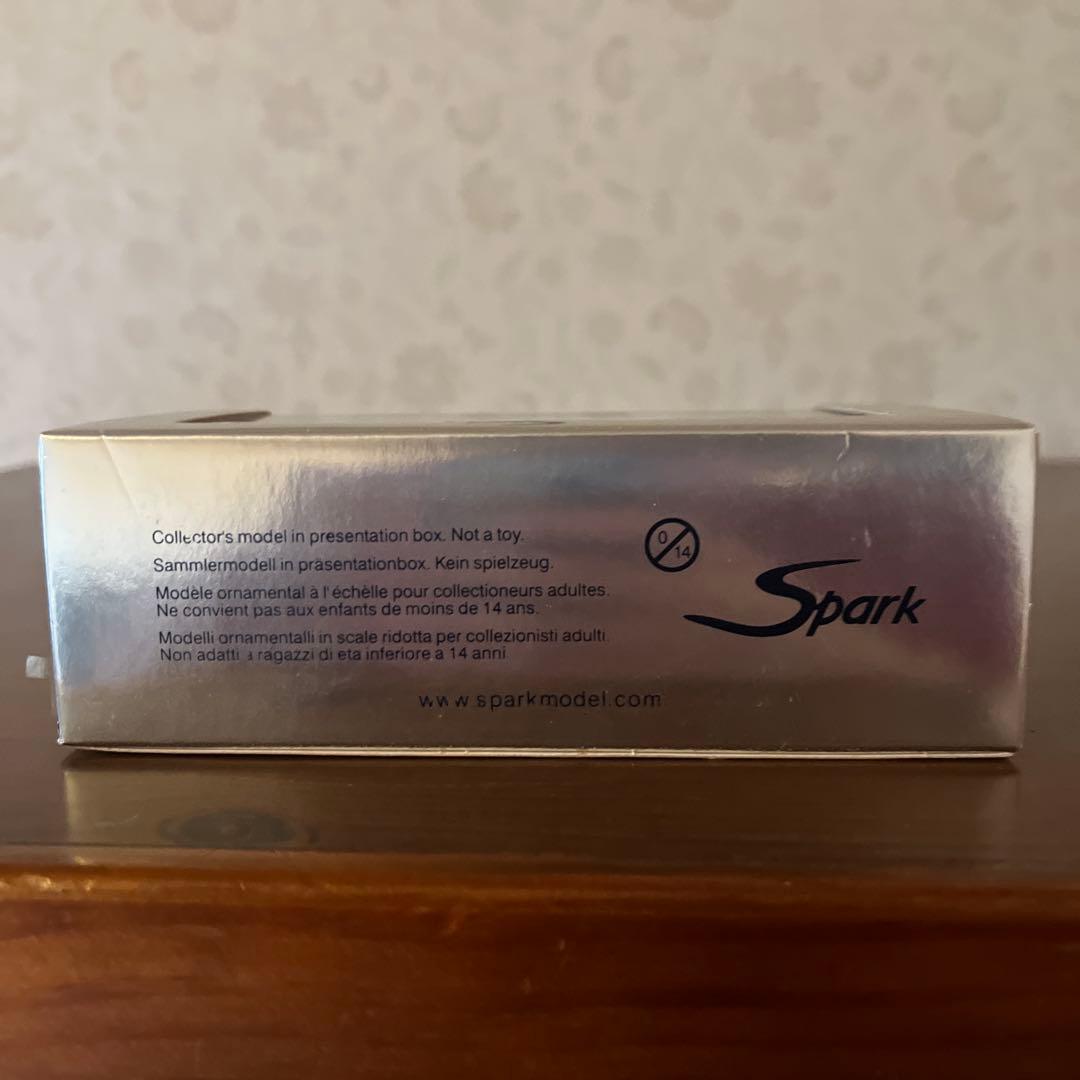 Collector's model in presentation box. Not a toy.
Sammlermodell in präsentationbox. Kein spielzeug.
Modèle ornamental à l'échèlle pour collectioneurs adultes.
Ne convient pas aux enfants de moins de 14 ans.
Modelli ornamentalli in scale ridotta per collezionisti adulti.
Non adatti a ragazzi di eta inferiore a 14 anni
0/14
Spark
www.sparkmodel.com